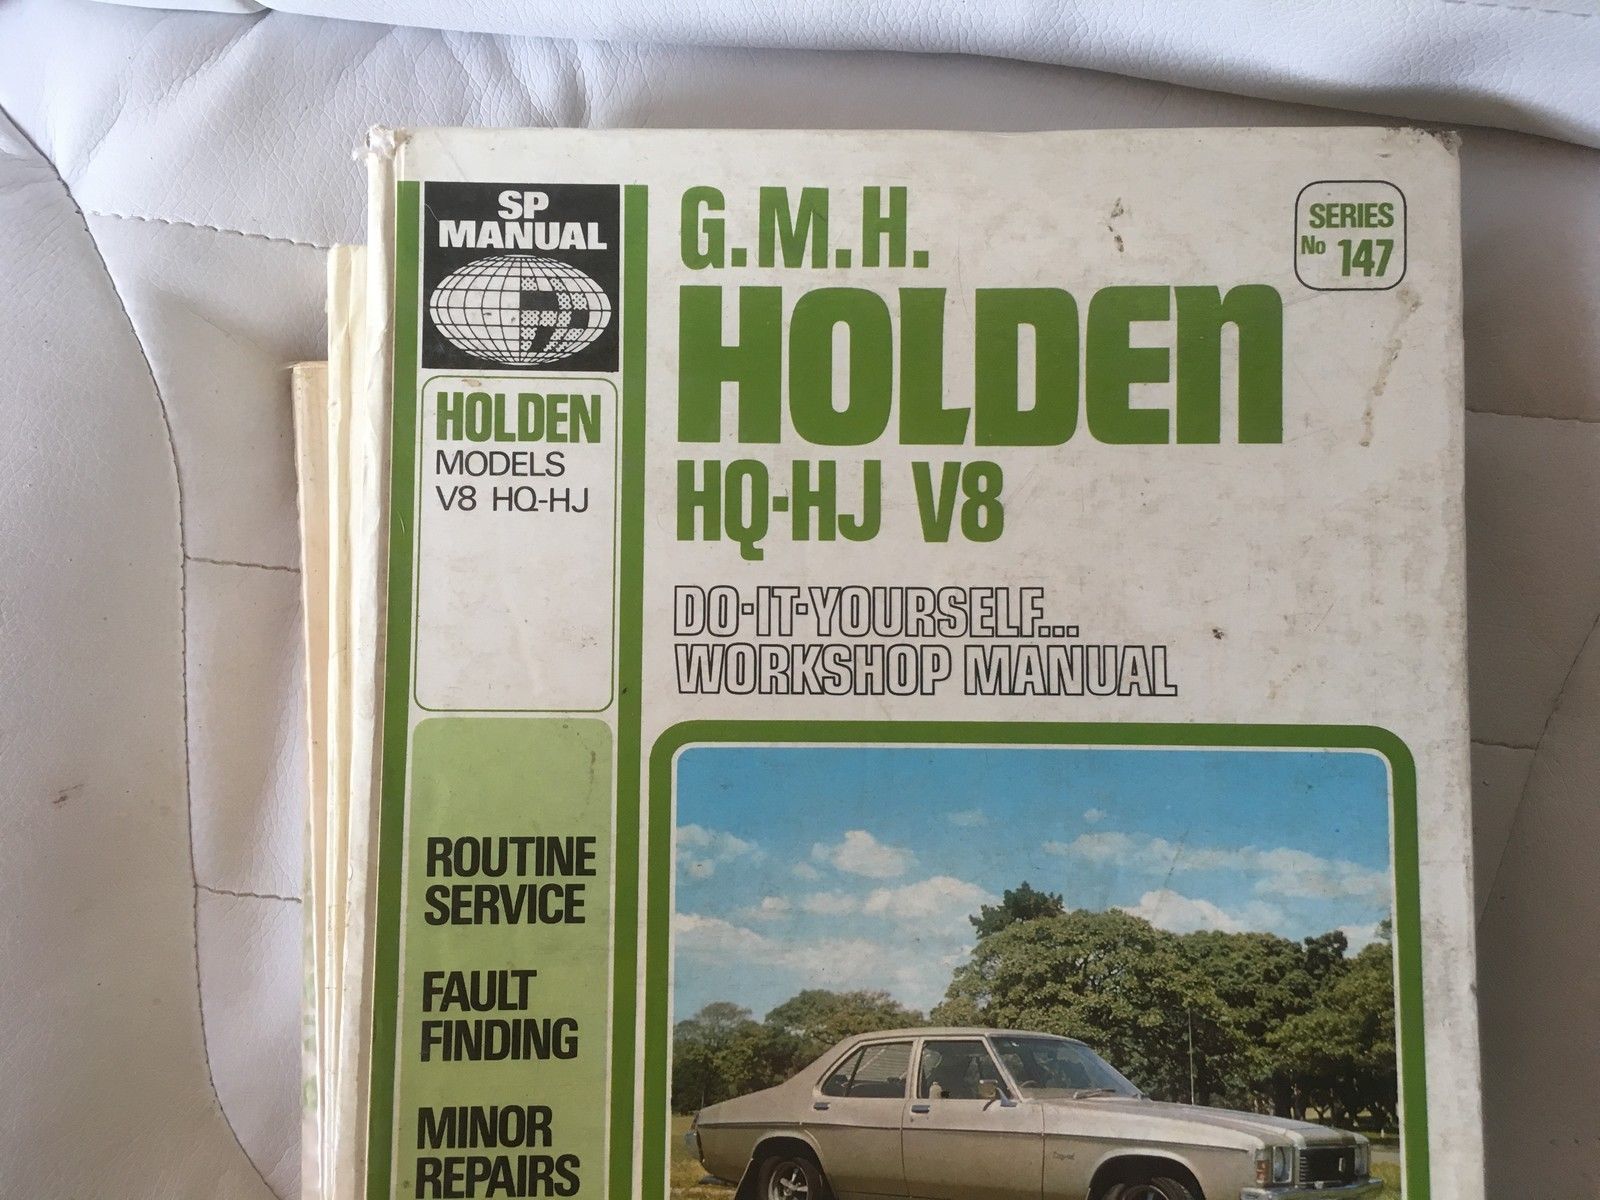 SP
MANUAL
HOLDEN
MODELS
V8 HQ-HJ
ROUTINE
SERVICE
FAULT
FINDING
MINOR
REPAIRS
G.M.H.
HOLDEN
HQ-HJ V8
DO-IT-YOURSELF...
WORKSHOP MANUAL
SERIES
No 147